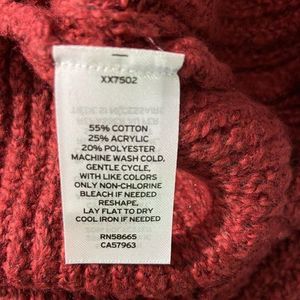 XX7S02
55% COTTON
25% ACRYLIC
20% POLYESTER
MACHINE WASH COLD,
GENTLE CYCLE,
WITH LIKE COLORS
ONLY NON-CHLORINE
BLEACH IF NEEDED
RESHAPE,
LAY FLAT TO DRY
COOL IRON IF NEEDED
RN58665
CA57963